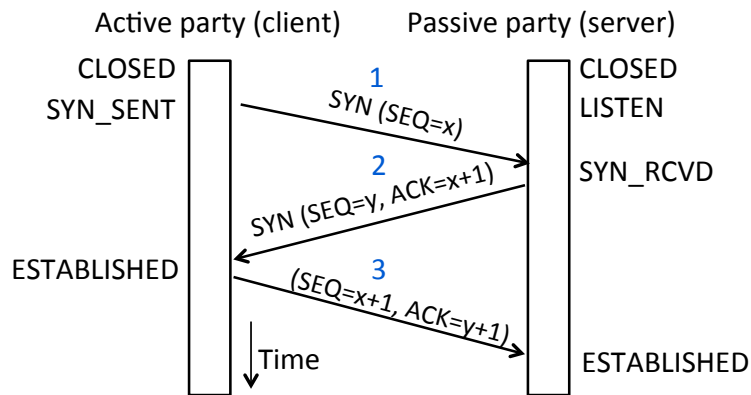 Active party (client)
Passive party (server)
CLOSED
1
CLOSED
SYN_SENT
SYN (SEQ=x)
LISTEN
2
SYN_RCVD
SYN (SEQ=y, ACK=x+1)
ESTABLISHED
3
(SEQ=x+1, ACK=y+1)
Time
ESTABLISHED